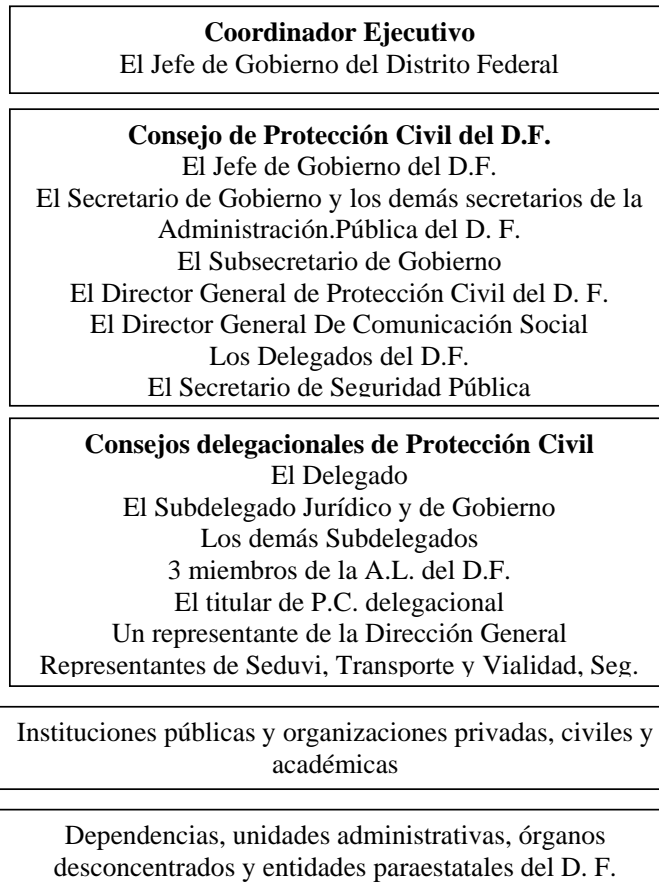 Coordinador Ejecutivo
El Jefe de Gobierno del Distrito Federal
Consejo de Protección Civil del D.F.
El Jefe de Gobierno del D.F.
El Secretario de Gobierno y los demás secretarios de la
Administración.Pública del D. F.
El Subsecretario de Gobierno
El Director General de Protección Civil del D. F.
El Director General De Comunicación Social
Los Delegados del D.F.
El Secretario de Seguridad Pública
Consejos delegacionales de Protección Civil
El Delegado
El Subdelegado Jurídico y de Gobierno
Los demás Subdelegados
3 miembros de la A.L. del D.F.
El titular de P.C. delegacional
Un representante de la Dirección General
Representantes de Seduvi, Transporte y Vialidad, Seg.
Instituciones públicas y organizaciones privadas, civiles y
académicas
Dependencias, unidades administrativas, órganos
desconcentrados y entidades paraestatales del D. F.